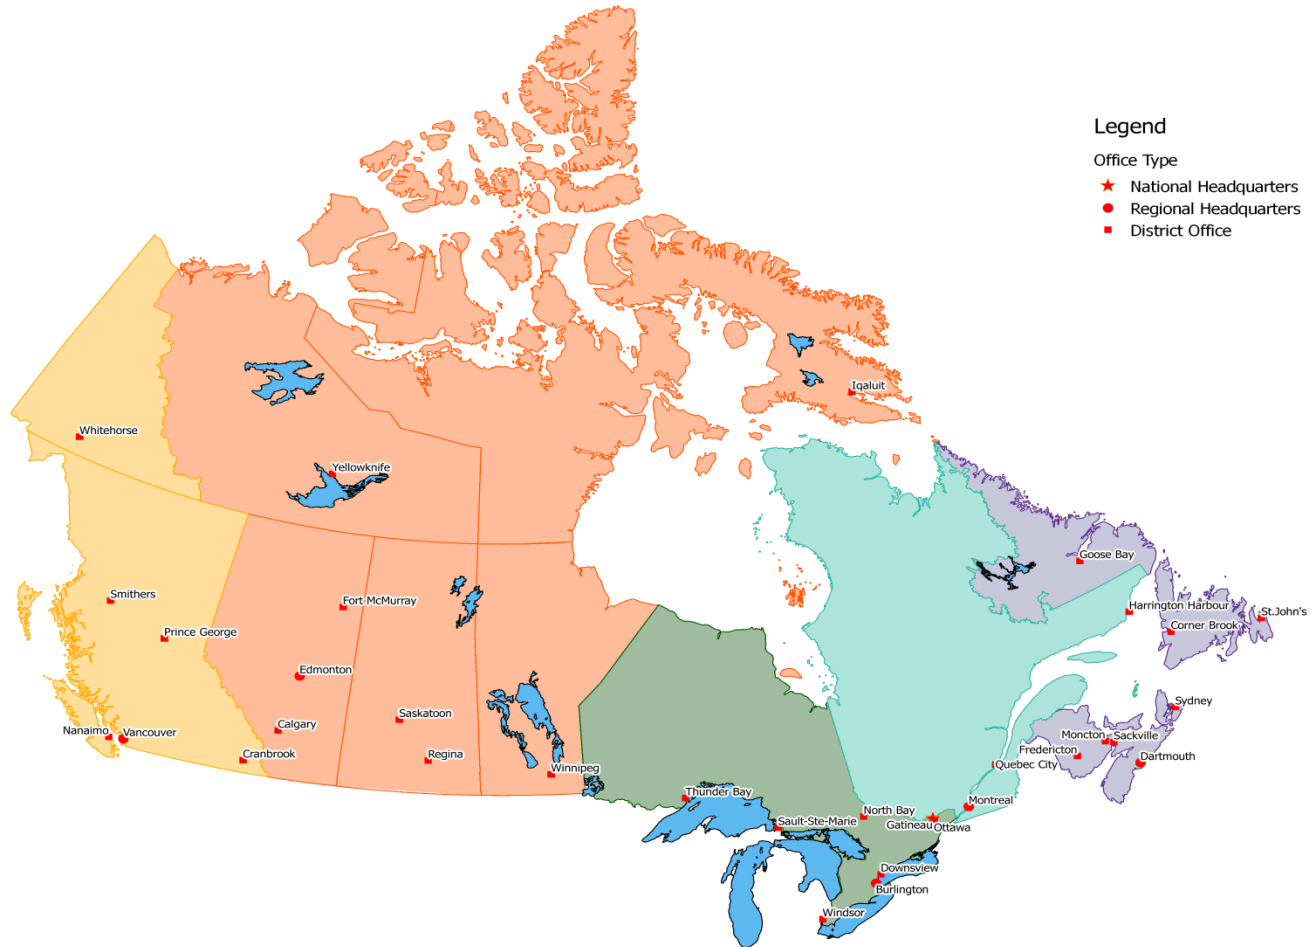 Legend
Office Type
National Headquarters
Regional Headquarters
District Office
Iqaluit
Whitehorse
Yellowknife
Goose Bay
Smithers
Fort McMurray
Harrington Harbour
St.John's
Corner Brook
Prince George
Edmonton
Sydney
Saskatoon
Calgary
Nanaimo
Vancouver
Moncton
Sackville
Fredericton
Cranbrook
Regina
Dartmouth
Quebec City
Winnipeg
Thunder Bay
Montreal
North Bay
Sault-Ste-Marie
Gatineau
Ottawa
Downsview
Burlington
Windsor